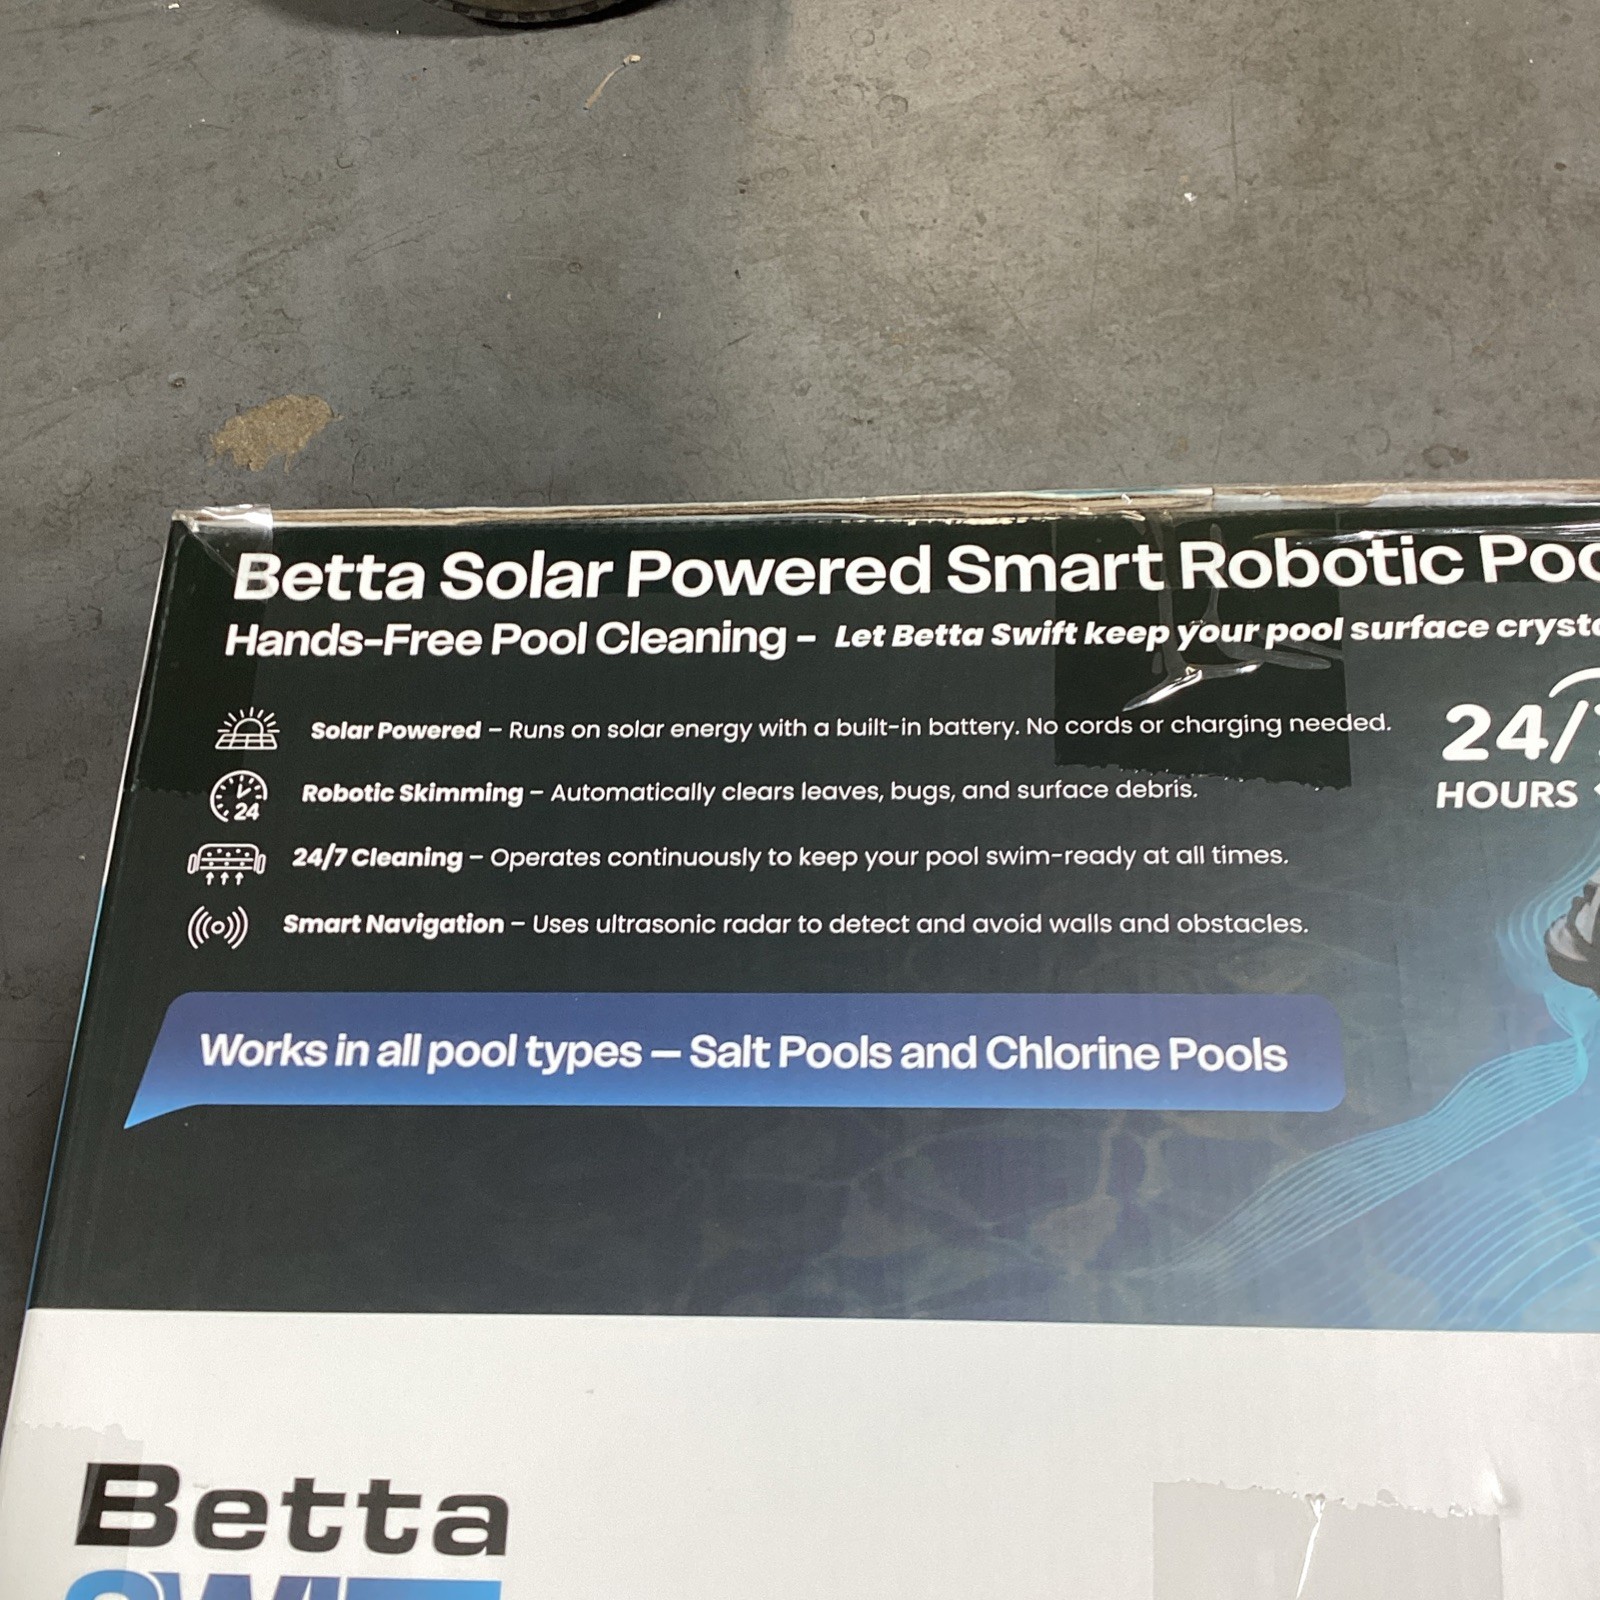 Betta Solar Powered Smart Robotic
Hands-Free Pool Cleaning – Let Betta Swift keep your pool surface
Solar Powered – Runs on solar energy with a built-in battery. No cords or charging needed.
24/
HOURS
24
Robotic Skimming – Automatically clears leaves, bugs, and surface debris.
24/7 Cleaning – Operates continuously to keep your pool swim-ready at all times.
Smart Navigation – Uses ultrasonic radar to detect and avoid walls and obstacles.
Works in all pool types – Salt Pools and Chlorine Pools
Betta